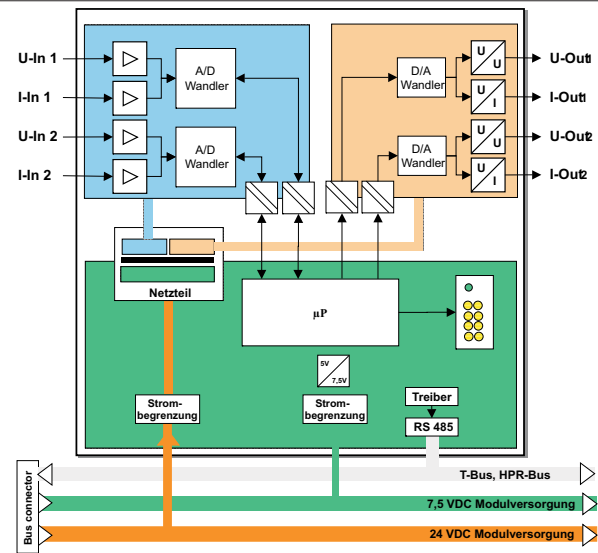 U-In 1
I-In 1
U-In 2
I-In 2
A/D
Wandler
A/D
Wandler
D/A
Wandler
D/A
Wandler
U
U
U
I
U
U
U
I
U-Out1
I-Out1
U-Out2
I-Out2
Netzteil
µP
5V
7,5V
Strom-
begrenzung
Strom-
begrenzung
Treiber
RS 485
Bus connector
T-Bus, HPR-Bus
7,5 VDC Modulversorgung
24 VDC Modulversorgung